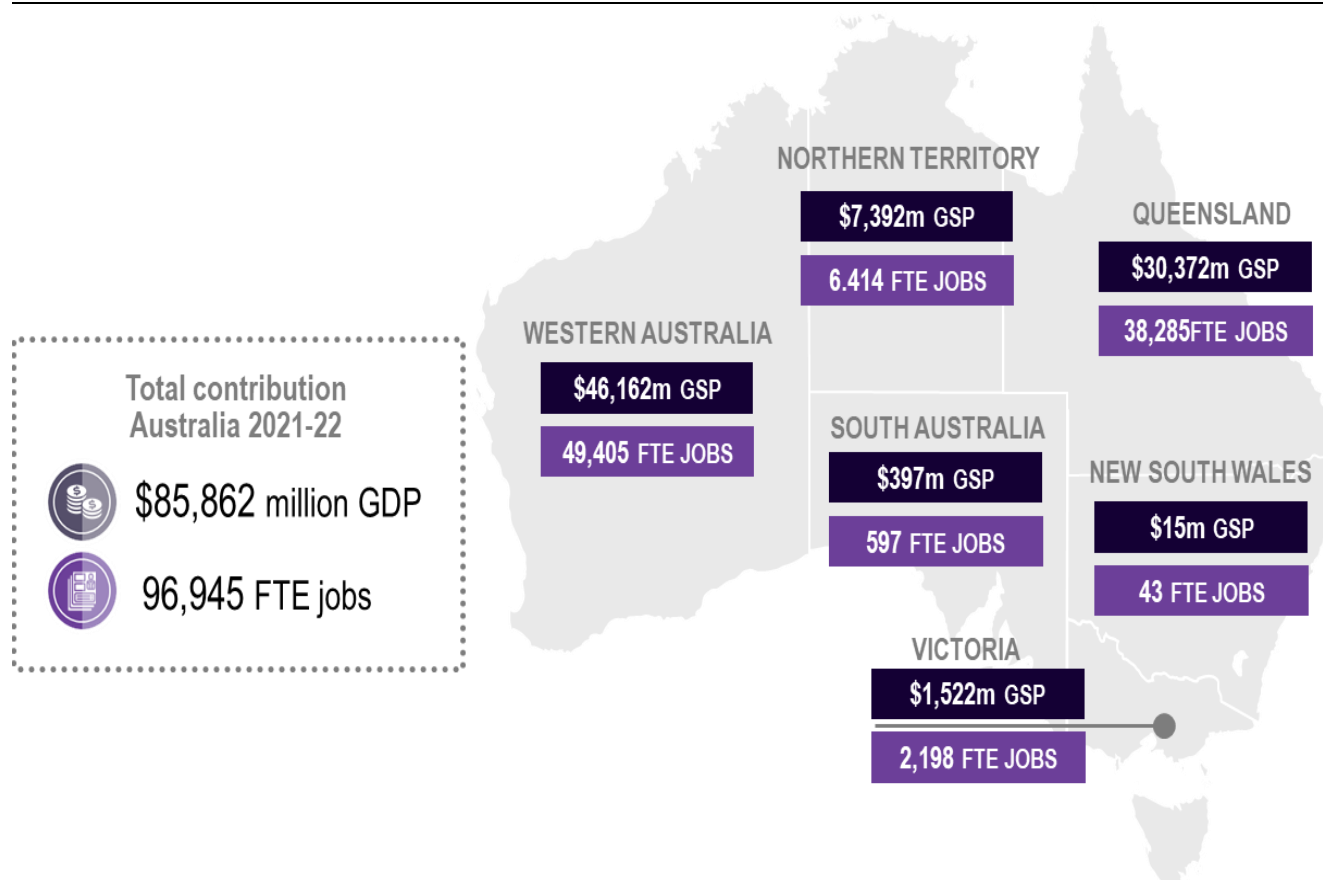 NORTHERN TERRITORY
$7,392m GSP
6.414 FTE JOBS
QUEENSLAND
$30,372m GSP
38,285FTE JOBS
WESTERN AUSTRALIA
$46,162m GSP
49,405 FTE JOBS
Total contribution
Australia 2021-22
$85,862 million GDP
96,945 FTE jobs
SOUTH AUSTRALIA
$397m GSP
597 FTE JOBS
NEW SOUTH WALES
$15m GSP
43 FTE JOBS
VICTORIA
$1,522m GSP
2,198 FTE JOBS